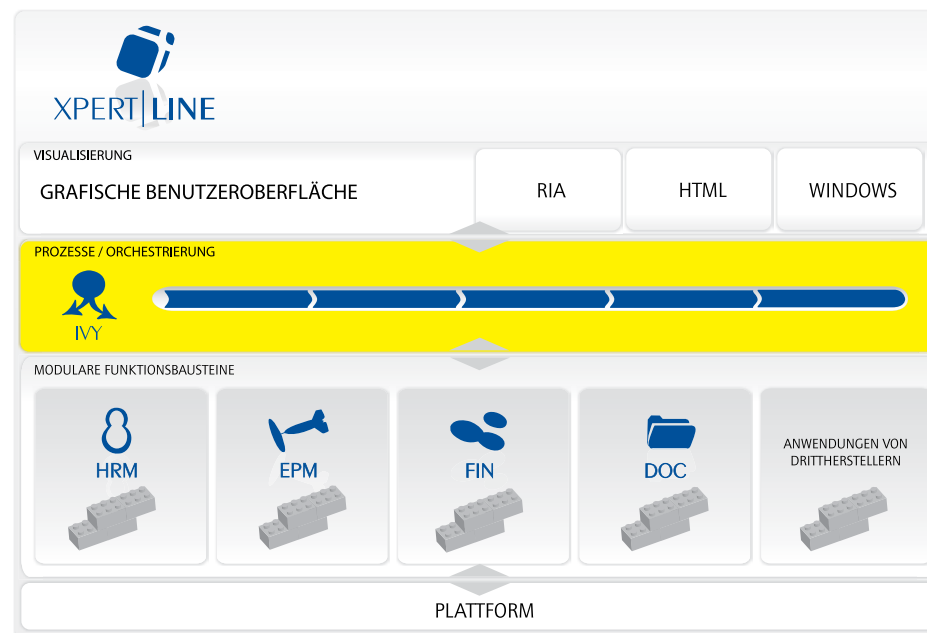 XPERT|LINE
VISUALISIERUNG
GRAFISCHE BENUTZEROBERFLÄCHE
RIA
HTML
WINDOWS
PROZESSE / ORCHESTRIERUNG
IVY
MODULARE FUNKTIONSBAUSTEINE
HRM
EPM
FIN
DOC
ANWENDUNGEN VON
DRITTHERSTELLERN
PLATTFORM